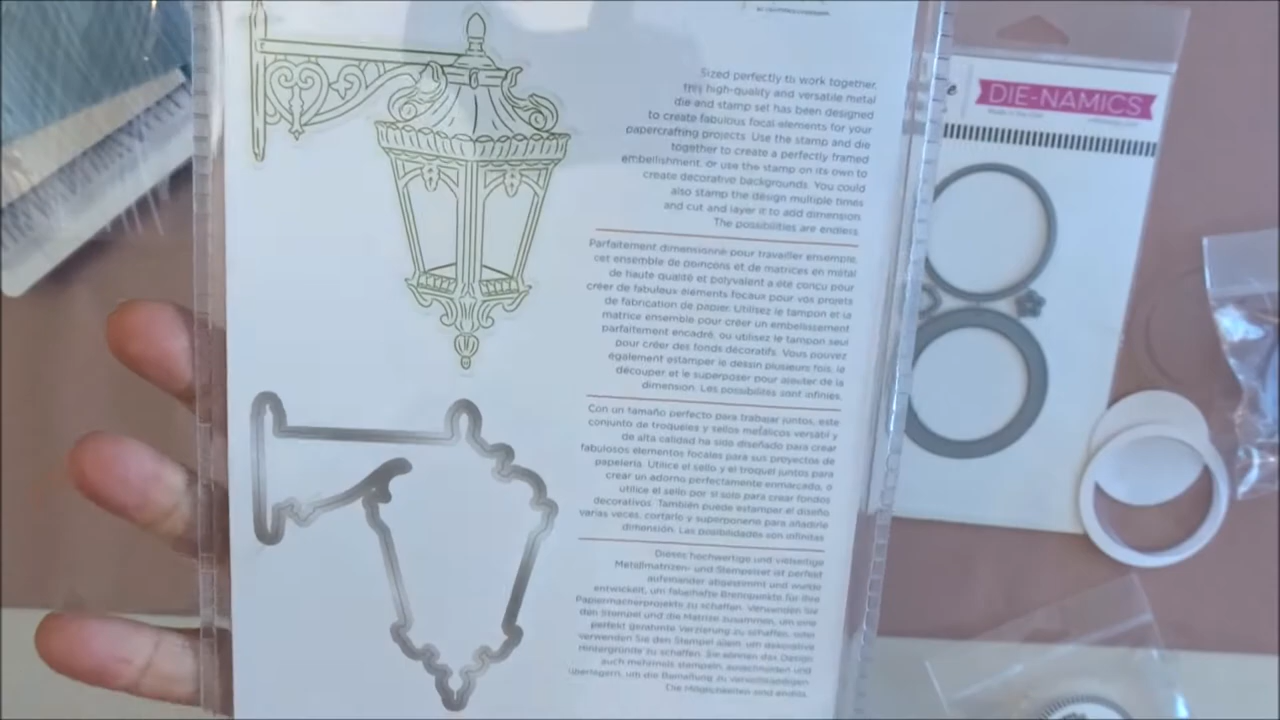 Sized perfectly to work together,
this high-quality and versatile metal
die and stamp set has been designed
to create fabulous focal elements for your
papercrafting projects. Use the stamp and die
together to create a perfectly framed
embellishment, or use the stamp on its own to
create decorative backgrounds. You could
also stamp the design multiple times
and cut and layer it to add dimension.
The possibilities are endless
Parfaitement dimensionné pour travailler ensemble,
cet ensemble de poinçons et de matrices en métal
de haute qualité et polyvalent a été conçu pour
créer de fabuleux éléments focaux pour vos projets
de fabrication de papier. Utilisez le tampon et la
matrice ensemble pour créer un embellissement
parfaitement encadré, ou utilisez le tampon seul
pour créer des fonds décoratifs. Vous pouvez
également estamper le dessin plusieurs fois, le
découper et le superposer pour ajouter de la
dimension. Les possibilités sont infinies.
Con un tamaño perfecto para trabajar juntos, este
conjunto de troqueles y sellos metálicos versátil y
de alta calidad ha sido diseñado para crear
fabulosos elementos focales para sus proyectos de
papelería. Utilice el sello y el troquel juntos para
crear un adorno perfectamente enmarcado, o
utilice el sello por sí solo para crear fondos
decorativos. También puede estampar el diseño
varias veces, cortarlo y superponerlo para añadirle
dimensión. Las posibilidades son infinitas
Dieses hochwertige und vielseitige
Metallmatrizen- und Stempelset ist perfekt
aufeinander abgestimmt und wurde
entwickelt, um fabelhafte Brennpunkte für Ihre
Papiermacherprojekte zu schaffen. Verwenden Sie
den Stempel und die Matrize zusammen, um eine
perfekt gerahmte Verzierung zu schaffen, oder
verwenden Sie den Stempel allein, um dekorative
Hintergründe zu schaffen. Sie können das Design
auch mehrmals stempeln, ausschneiden und
überlagern, um die Bemaßung zu vervollständigen.
Die Möglichkeiten sind endlos.
DIE-NAMICS
Made in the USA